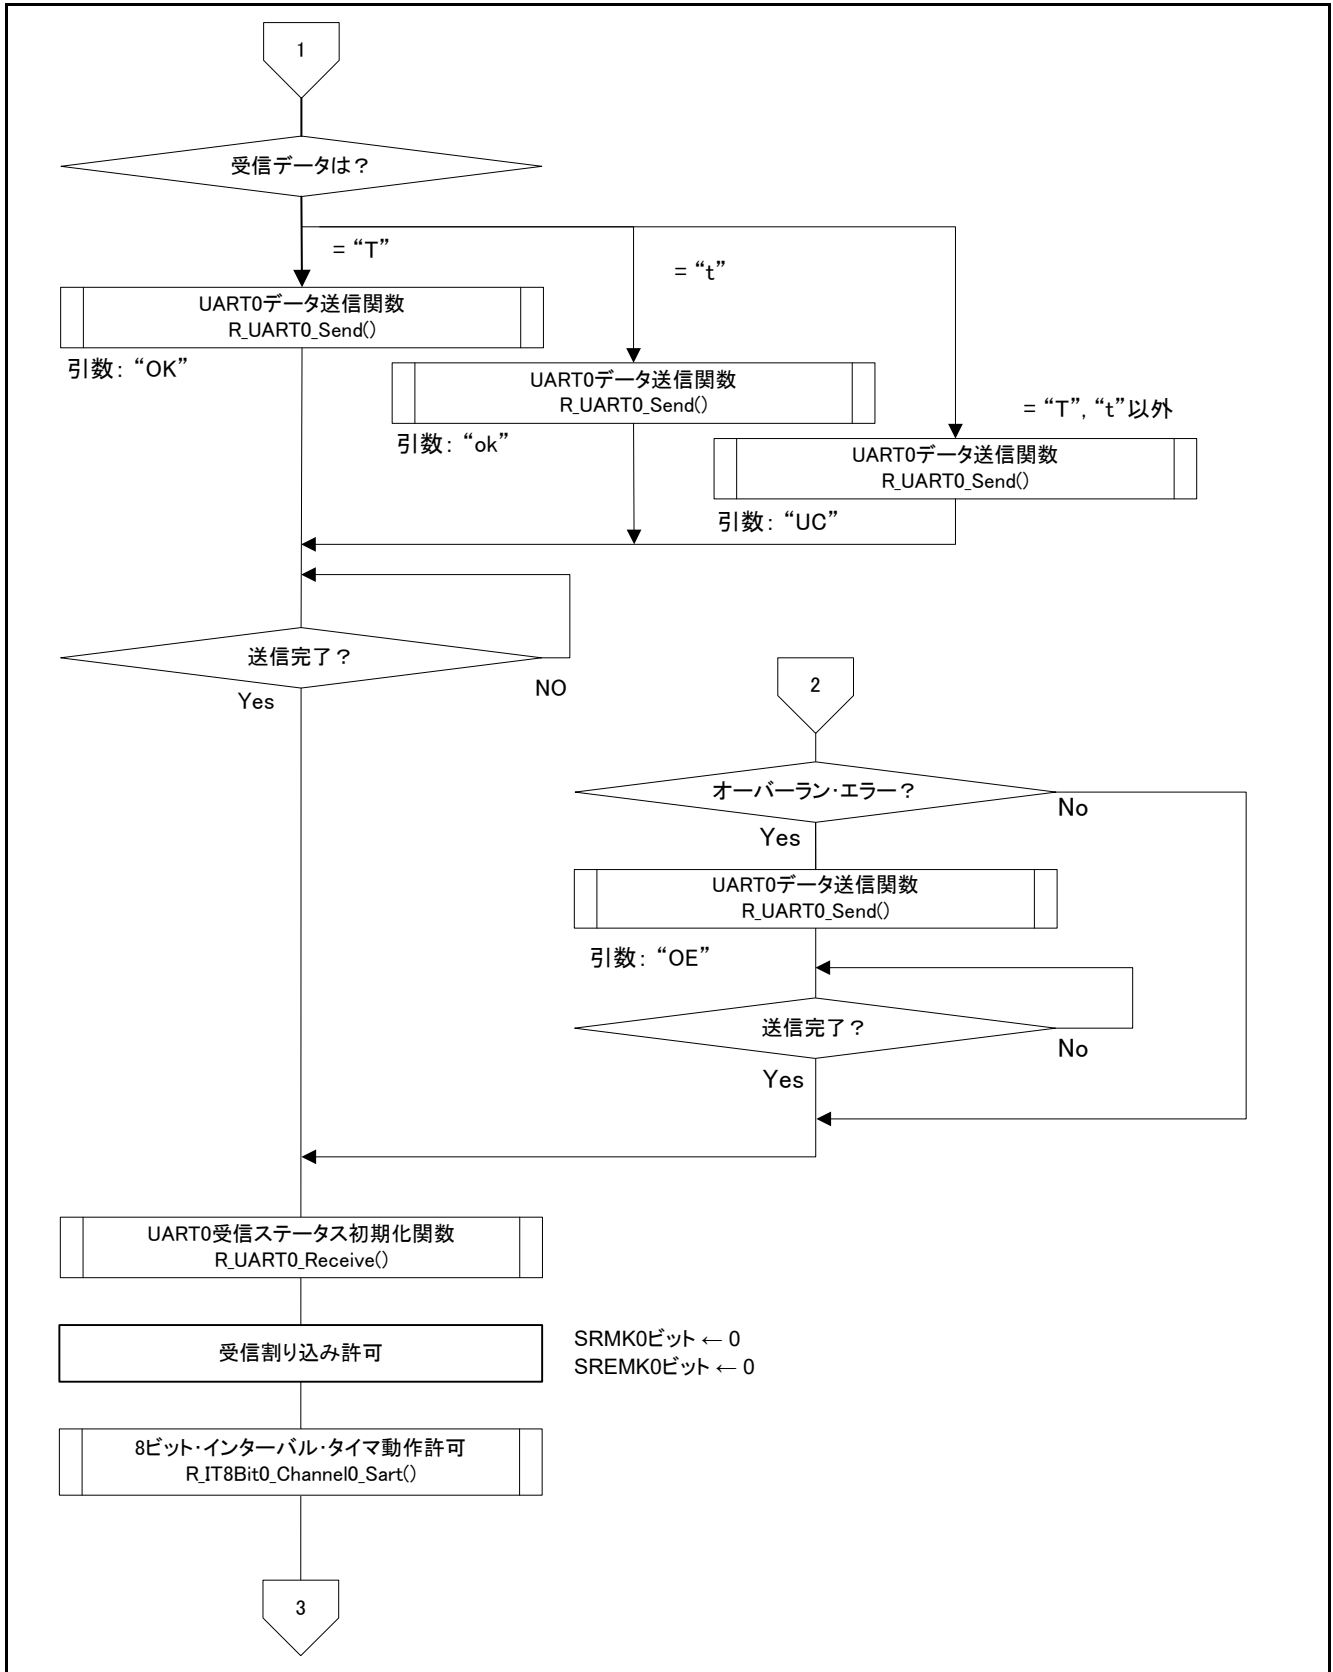 1
受信データは？
= “T”
= “t”
UART0データ送信関数
R_UART0_Send()
引数: “OK”
UART0データ送信関数
R_UART0_Send()
引数: “ok”
= “T”, “t”以外
UART0データ送信関数
R_UART0_Send()
引数: “UC”
送信完了？
Yes
NO
2
オーバーラン・エラー？
No
Yes
UART0データ送信関数
R_UART0_Send()
引数: “OE”
送信完了？
No
Yes
UART0受信ステータス初期化関数
R_UART0_Receive()
受信割り込み許可
SRMK0ビット ← 0
SREMK0ビット ← 0
8ビット・インターバル・タイマ動作許可
R_IT8Bit0_Channel0_Sart()
3